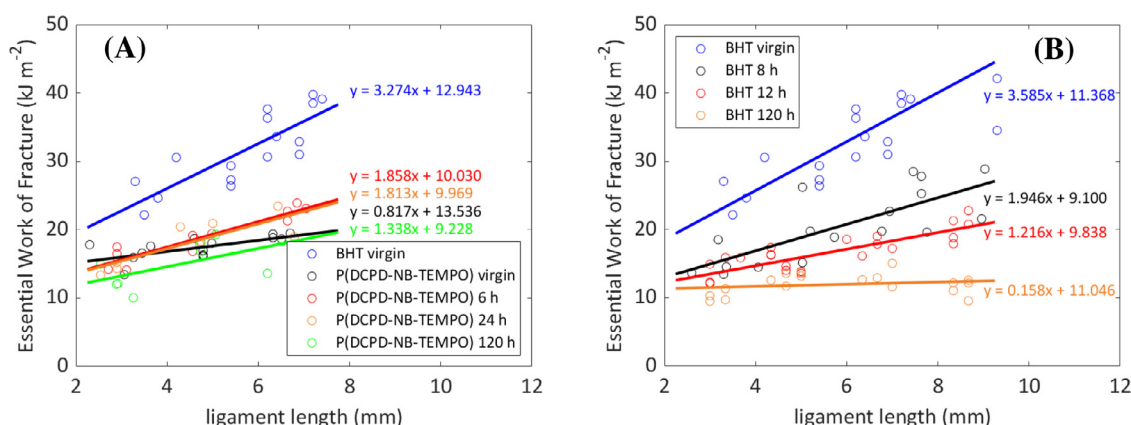 (A)
Essential Work of Fracture (kJ m-2)
50
40
30
20
10
0
y = 3.274x + 12.943
y = 1.858x + 10.030
y = 1.813x + 9.969
y = 0.817x + 13.536
y = 1.338x + 9.228
BHT virgin
P(DCPD-NB-TEMPO) virgin
P(DCPD-NB-TEMPO) 6 h
P(DCPD-NB-TEMPO) 24 h
P(DCPD-NB-TEMPO) 120 h
2 4 6 8 10 12
ligament length (mm)
(B)
Essential Work of Fracture (kJ m-2)
50
40
30
20
10
0
BHT virgin
BHT 8 h
BHT 12 h
BHT 120 h
y = 3.585x + 11.368
y = 1.946x + 9.100
y = 1.216x + 9.838
y = 0.158x + 11.046
2 4 6 8 10 12
ligament length (mm)